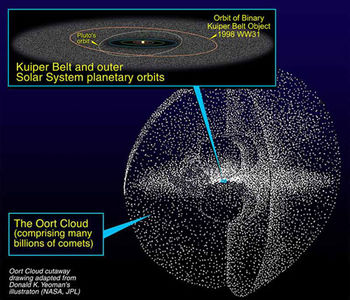 Orbit of Binary
Kuiper Belt Object
1998 WW31
Pluto's
orbit
Kuiper Belt and outer
Solar System planetary orbits
The Oort Cloud
(comprising many
billions of comets)
Oort Cloud cutaway
drawing adapted from
Donald K. Yeoman's
illustraton (NASA, JPL)